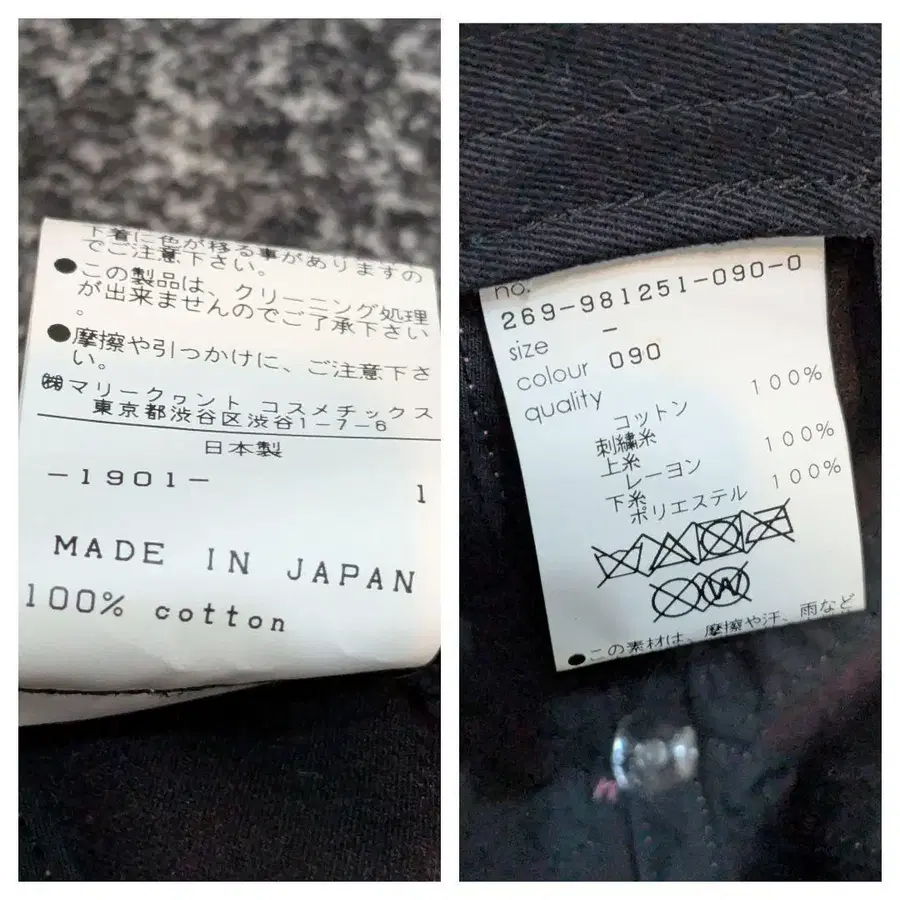 下着に色が移る事がありますの
でご注意下さい。
●この製品は、クリーニング処理
が出来ませんのでご了承下さい
。
●摩擦や引っかけに、ご注意下さ
い。
㈱マリークヮント コスメチックス
東京都渋谷区渋谷1-7-6
日本製
-1901-
1
MADE IN JAPAN
100% cotton
no.
269-981251-090-0
size -
colour 090
quality
コットン 100%
刺繍糸
上糸
レーヨン 100%
下糸
ポリエステル 100%
W
●この素材は、摩擦や汗、雨など